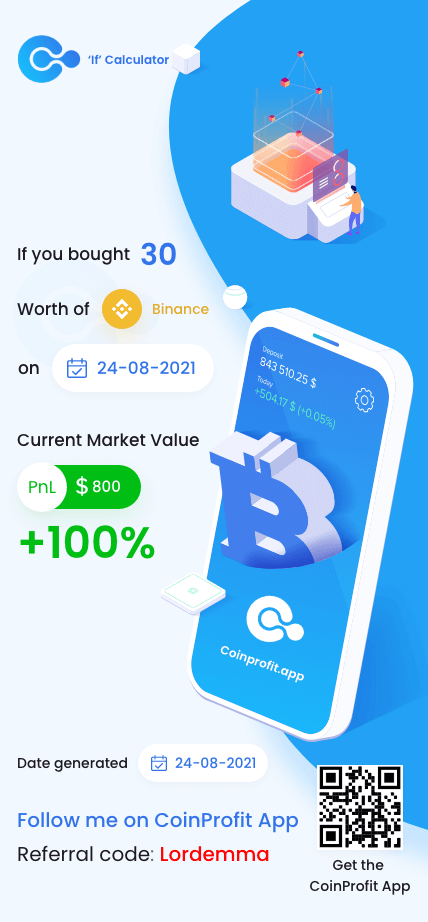 'If' Calculator
If you bought 30
Worth of Binance
on 24-08-2021
Deposit
843 510.25 $
Today
+504.17 $ (+0.05%)
Current Market Value
PnL $ 800
+100%
Coinprofit.app
Date generated 24-08-2021
Follow me on CoinProfit App
Referral code: Lordemma
Get the
CoinProfit App